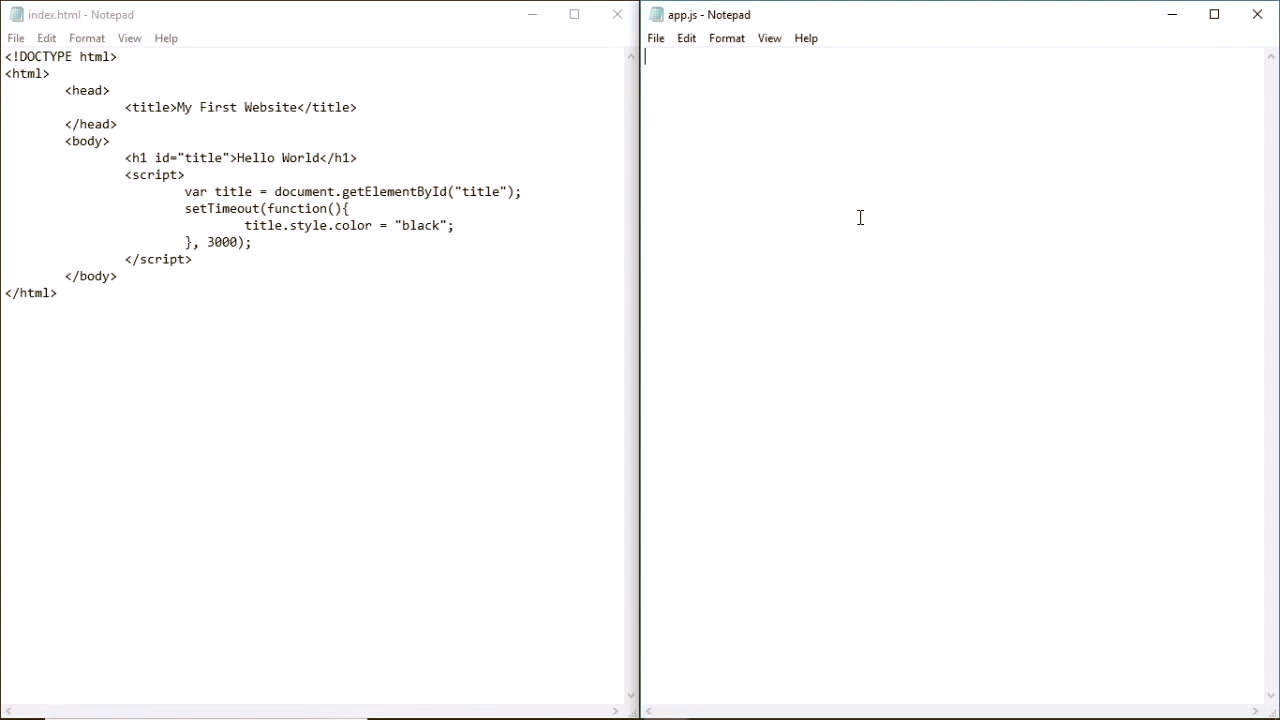 index.html - Notepad
File Edit Format View Help
<!DOCTYPE html>
<html>
	<head>
		<title>My First Website</title>
	</head>
	<body>
		<h1 id="title">Hello World</h1>
		<script>
			var title = document.getElementById("title");
			setTimeout(function(){
				title.style.color = "black";
			}, 3000);
		</script>
	</body>
</html>
app.js - Notepad
File Edit Format View Help